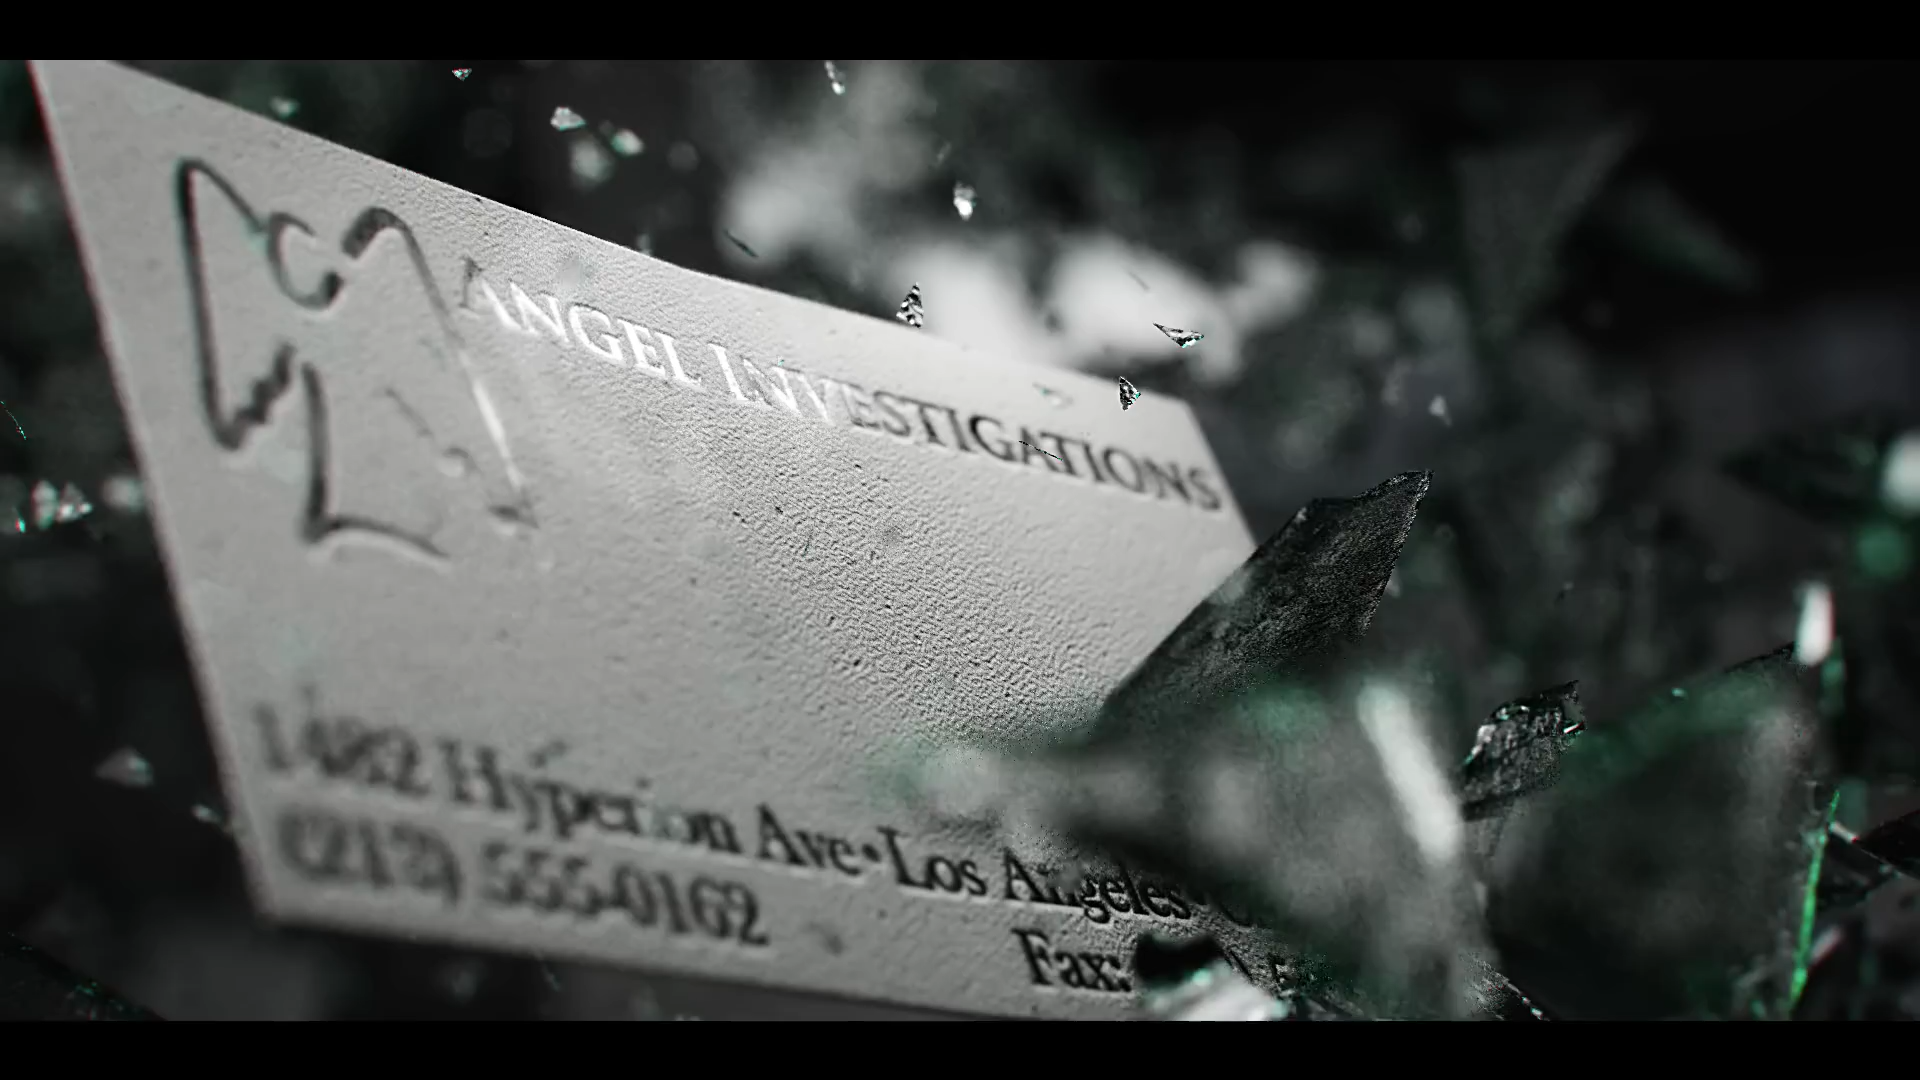 ANGEL INVESTIGATIONS
1482 Hyperion Ave•Los Angeles
(213) 555-0162
Fax: